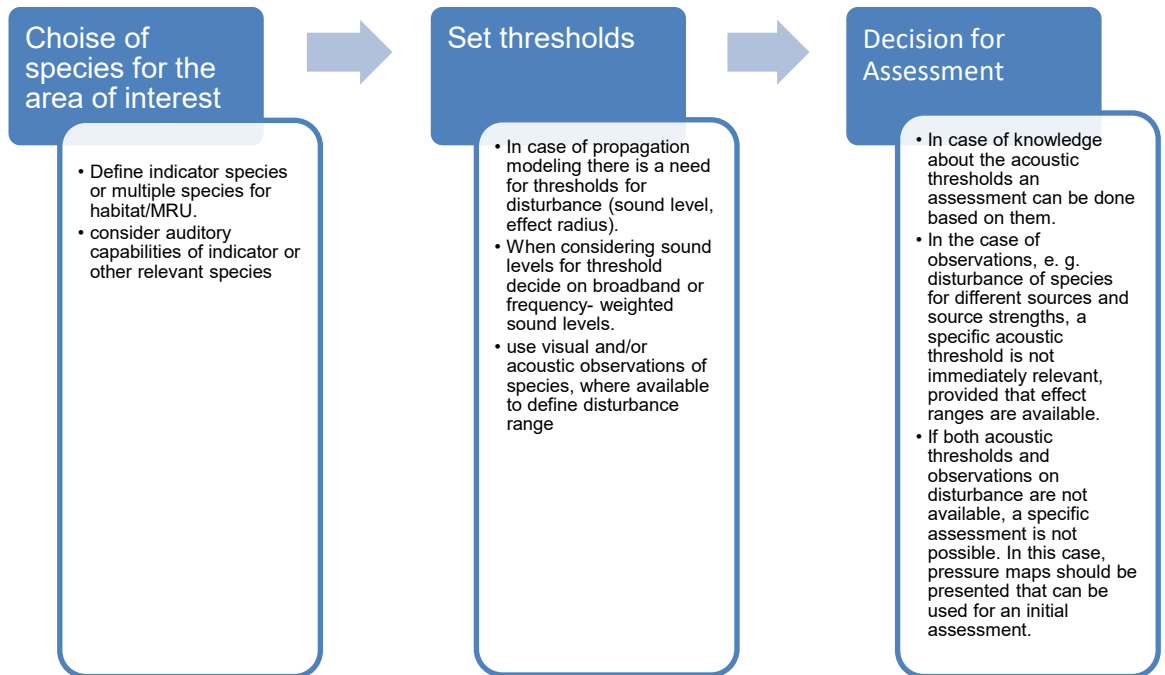 Choise of
species for the
area of interest
• Define indicator species
or multiple species for
habitat/MRU.
• consider auditory
capabilities of indicator or
other relevant species
Set thresholds
• In case of propagation
modeling there is a need
for thresholds for
disturbance (sound level,
effect radius).
• When considering sound
levels for threshold
decide on broadband or
frequency- weighted
sound levels.
• use visual and/or
acoustic observations of
species, where available
to define disturbance
range
Decision for
Assessment
• In case of knowledge
about the acoustic
thresholds an
assessment can be done
based on them.
• In the case of
observations, e. g.
disturbance of species
for different sources and
source strengths, a
specific acoustic
threshold is not
immediately relevant,
provided that effect
ranges are available.
• If both acoustic
thresholds and
observations on
disturbance are not
available, a specific
assessment is not
possible. In this case,
pressure maps should be
presented that can be
used for an initial
assessment.